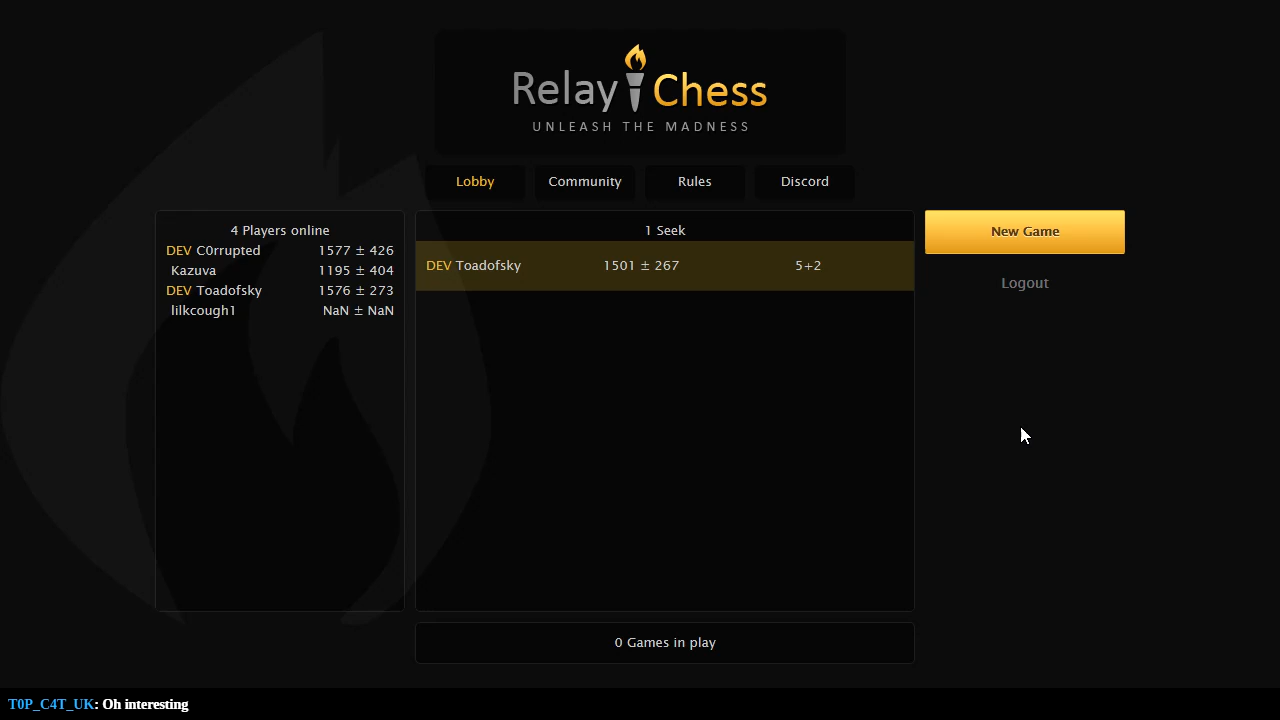 Relay Chess
UNLEASH THE MADNESS
Lobby Community Rules Discord
4 Players online
DEV C0rrupted 1577 ± 426
Kazuva 1195 ± 404
DEV Toadofsky 1576 ± 273
lilkcough1 NaN ± NaN
1 Seek
DEV Toadofsky 1501 ± 267 5+2
New Game
Logout
0 Games in play
T0P_C4T_UK: Oh interesting